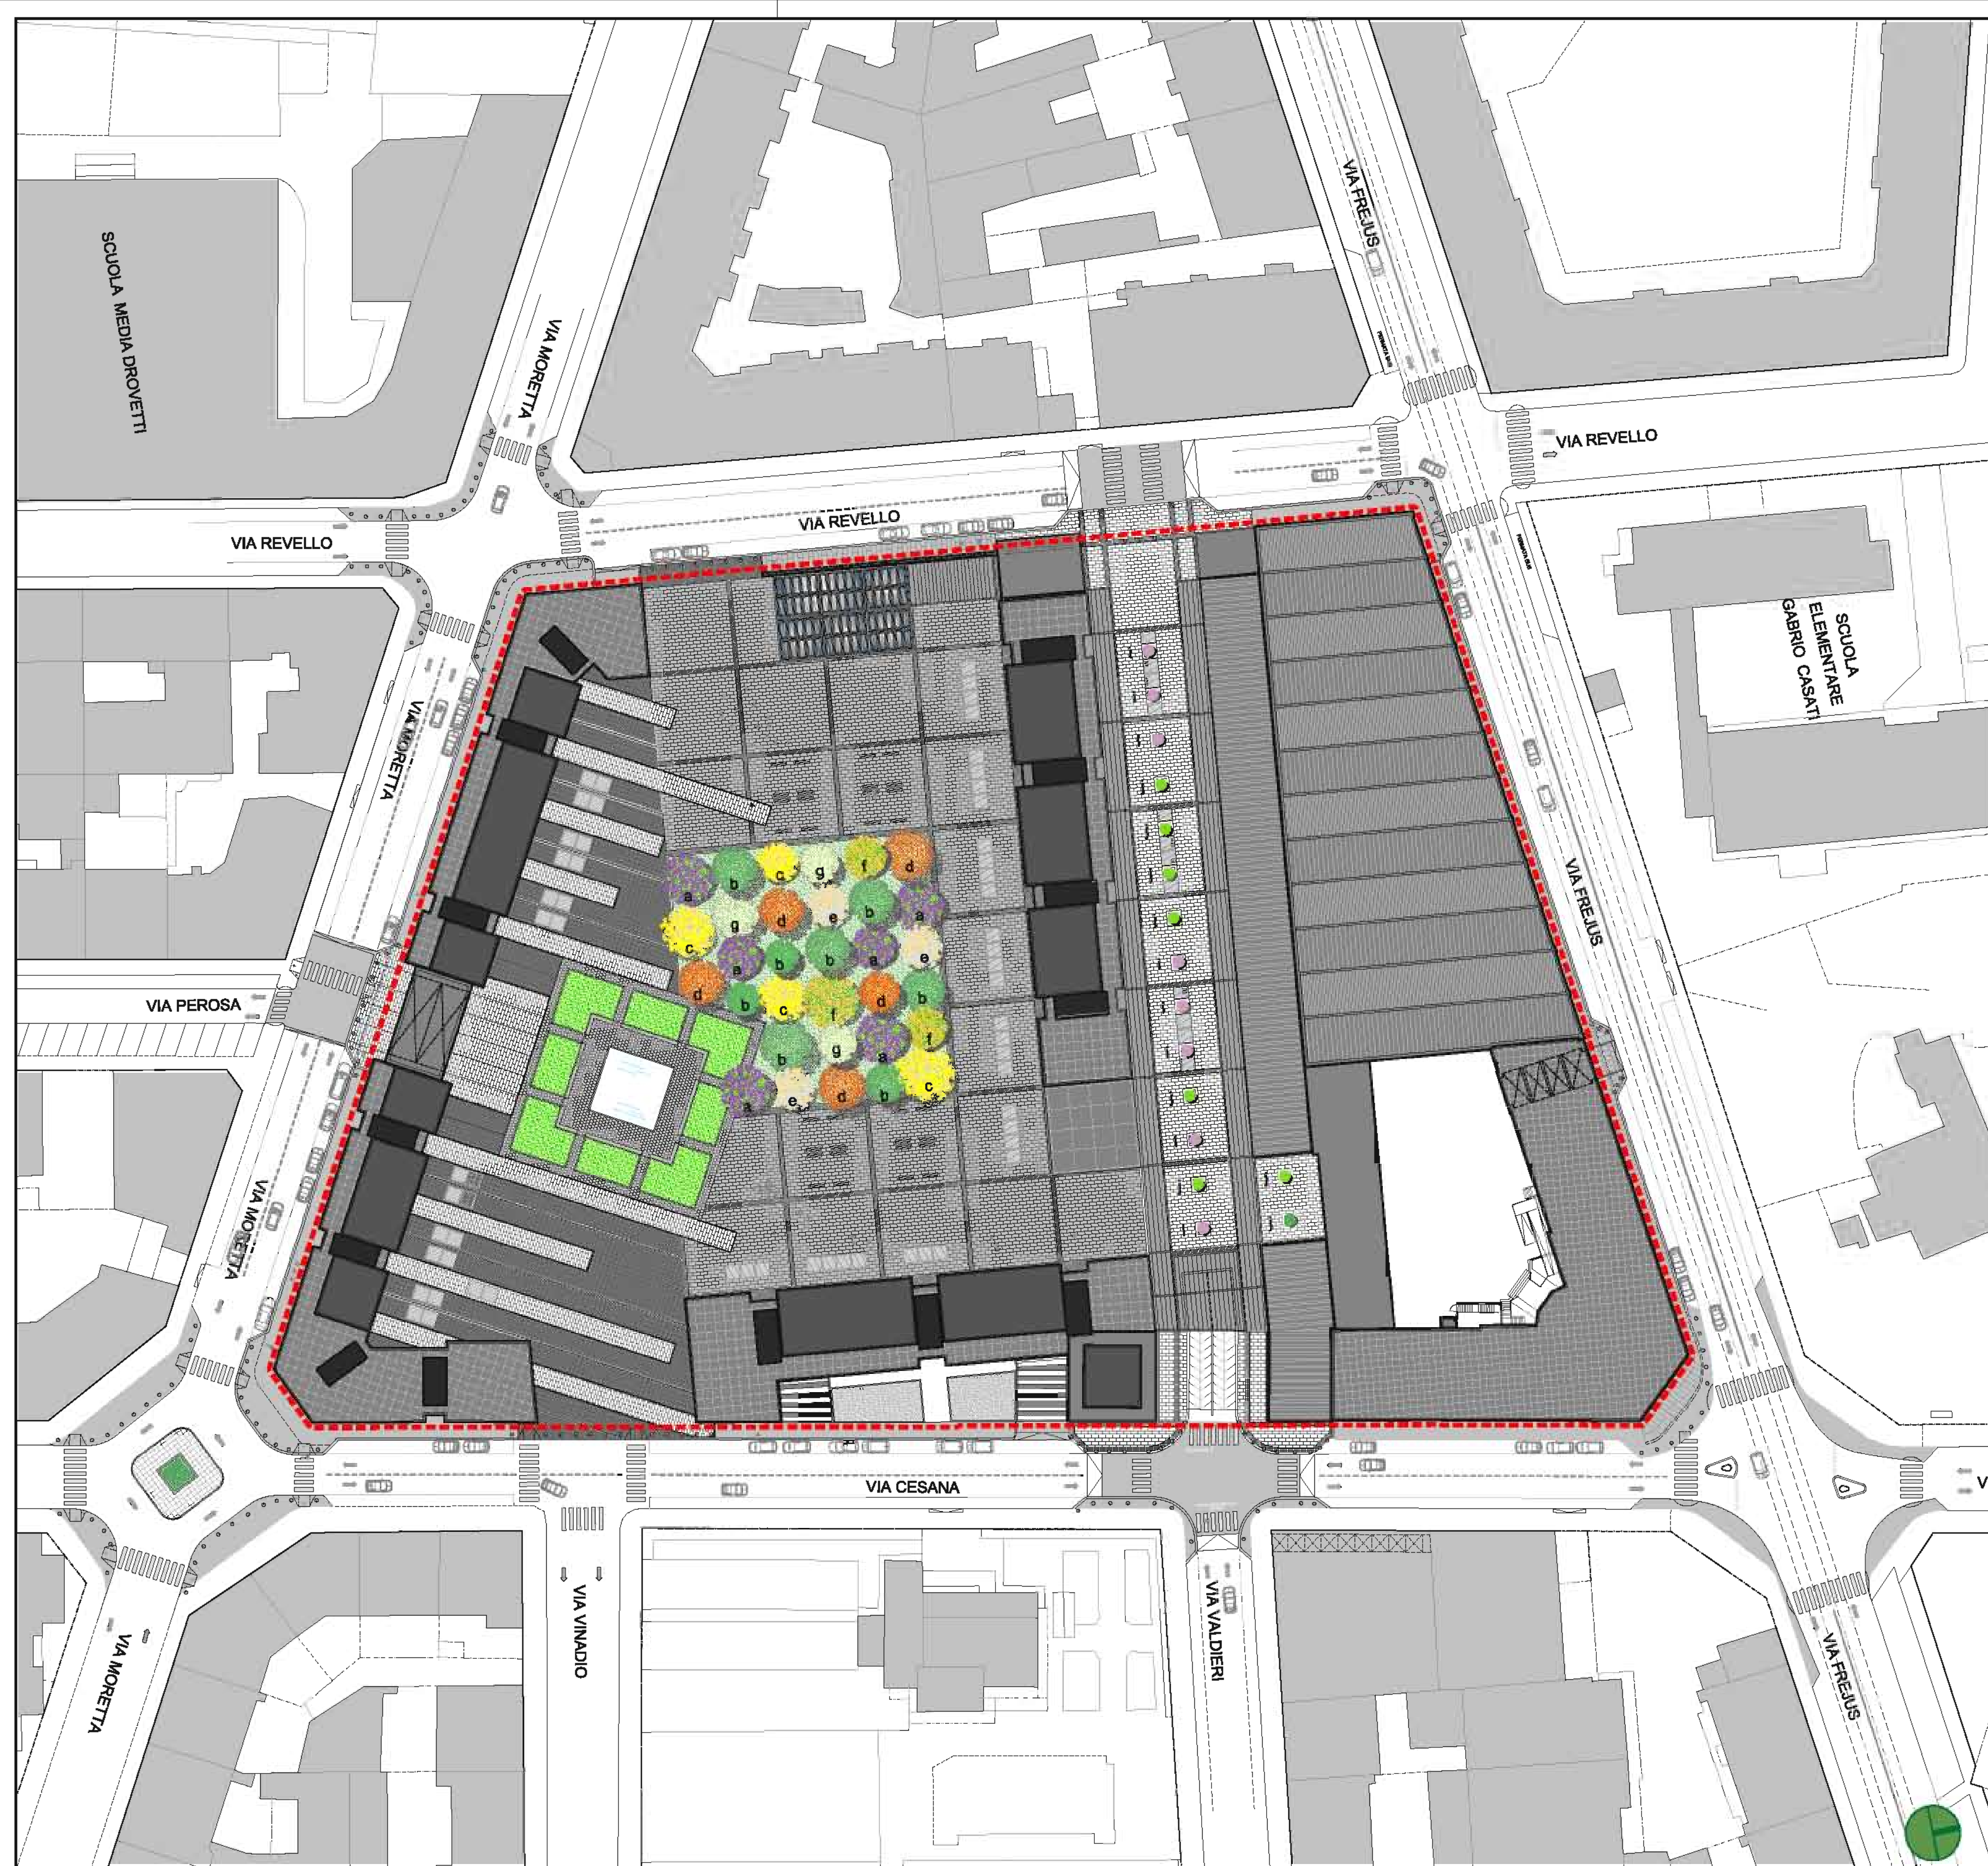 VIA FREJUS
SCUOLA MEDIA DROVETTI
VIA MORETTA
VIA REVELLO
VIA REVELLO
VIA REVELLO
SCUOLA
ELEMENTARE
GABRIO CASATI
VIA MORETTA
a b c g f d
c g d e b a
a b b a e
d b c f d b
b g a f
a e d b c
VIA FREJUS
VIA PEROSA
VIA MORETTA
VIA CESANA
V
VIA VINADIO
VIA VALDIERI
VIA MORETTA
VIA FREJUS